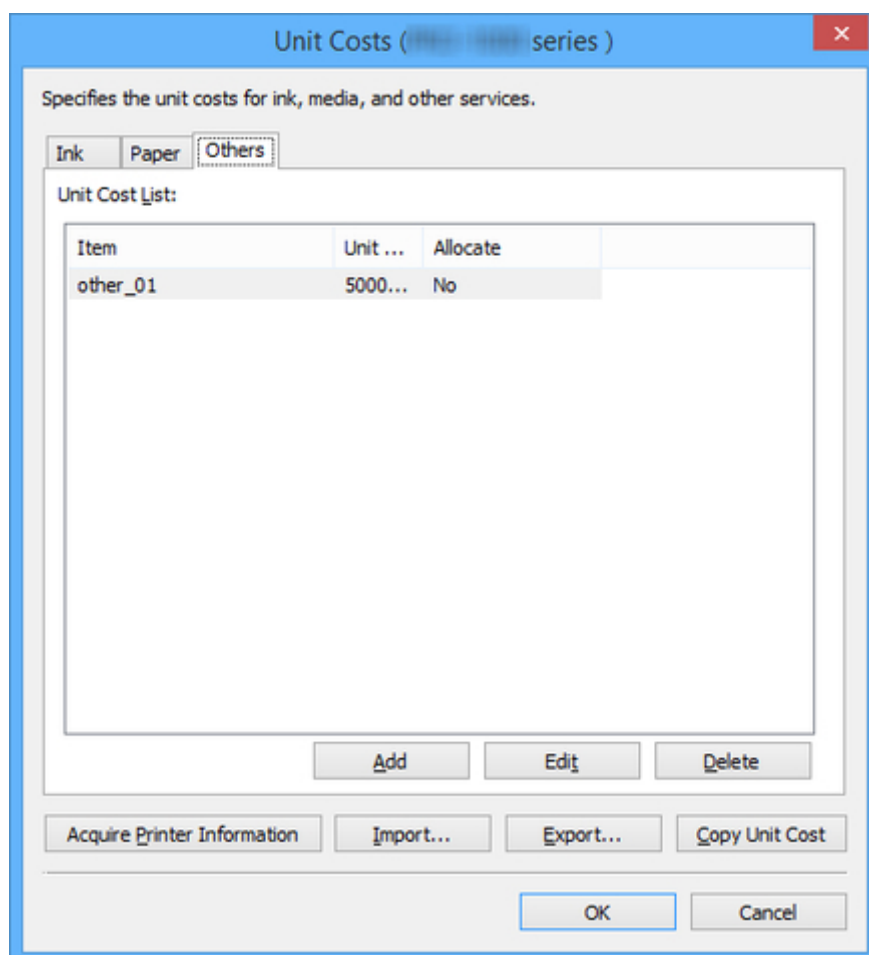 Unit Costs ( series )
Specifies the unit costs for ink, media, and other services.
Ink Paper Others
Unit Cost List:
Item Unit ... Allocate
other_01 5000... No
Add Edit Delete
Acquire Printer Information Import... Export... Copy Unit Cost
OK Cancel